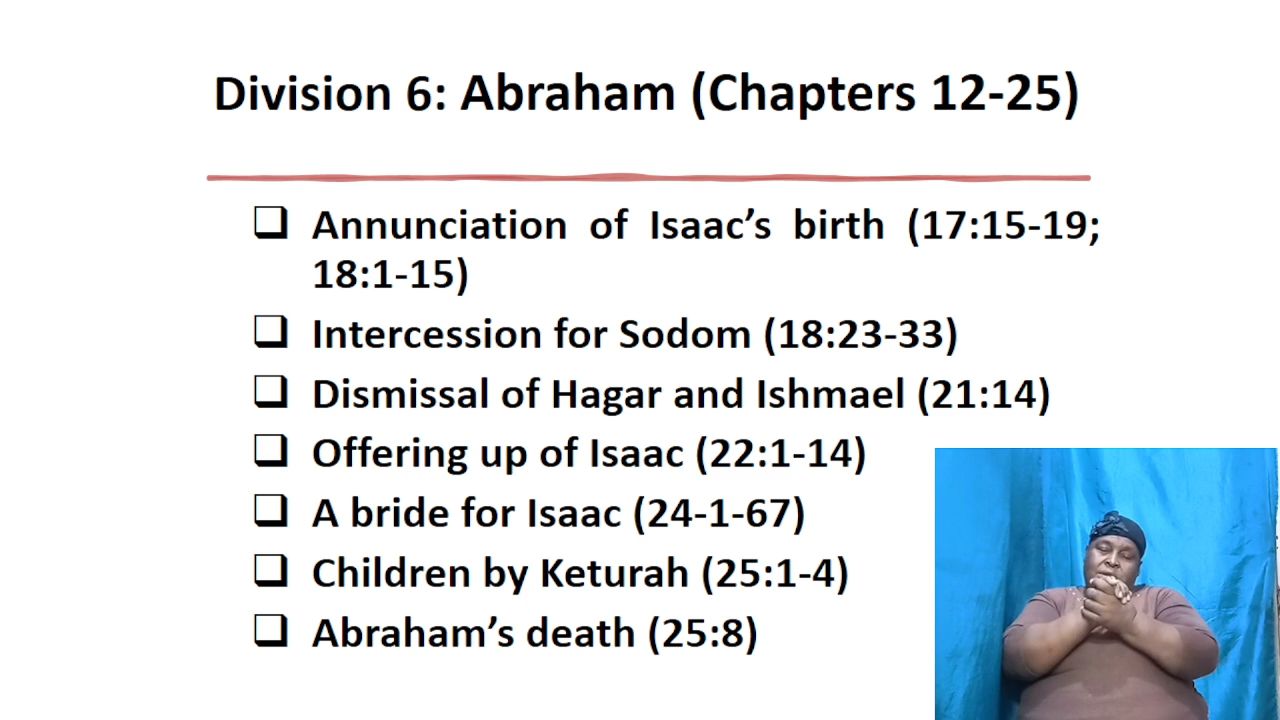 Division 6: Abraham (Chapters 12-25)
Annunciation of Isaac’s birth (17:15-19;
18:1-15)
Intercession for Sodom (18:23-33)
Dismissal of Hagar and Ishmael (21:14)
Offering up of Isaac (22:1-14)
A bride for Isaac (24-1-67)
Children by Keturah (25:1-4)
Abraham’s death (25:8)